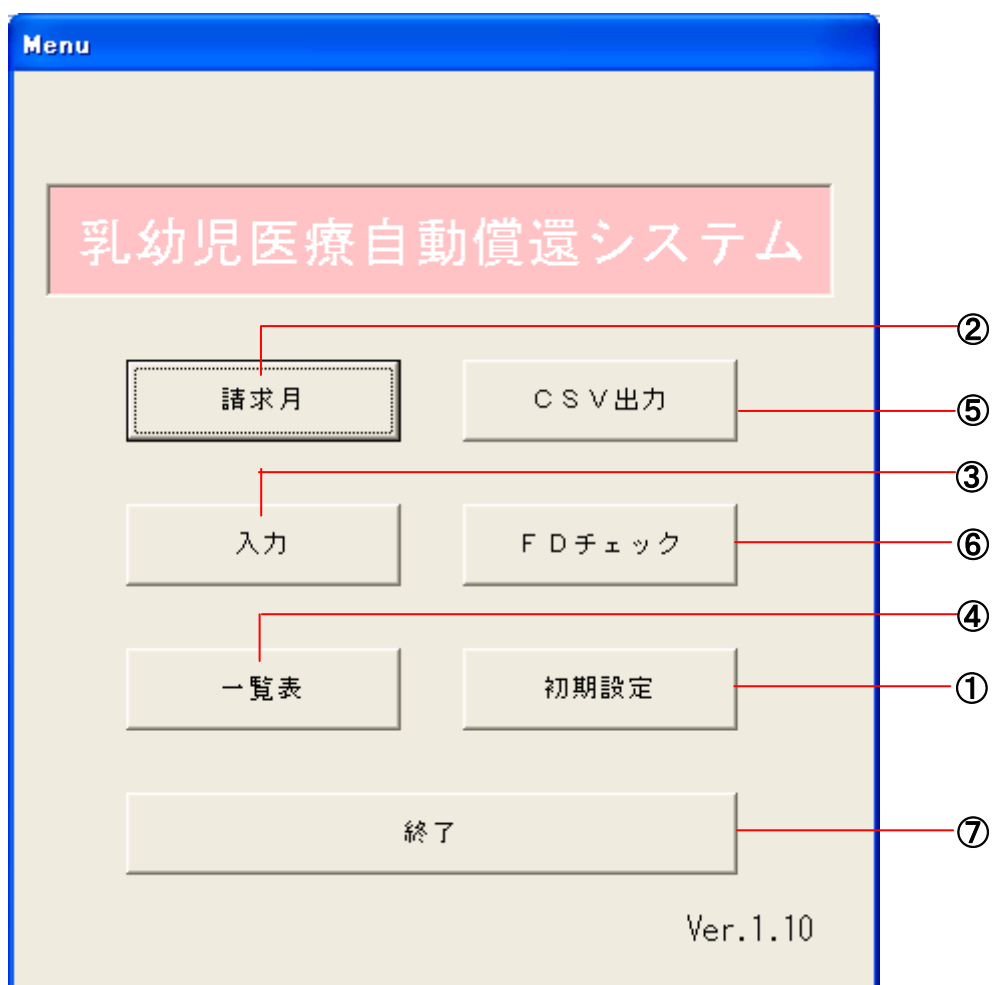 Menu
乳幼児医療自動償還システム
②
請求月
CSV出力
⑤
③
入力
FDチェック
⑥
④
一覧表
初期設定
①
終了
⑦
Ver.1.10